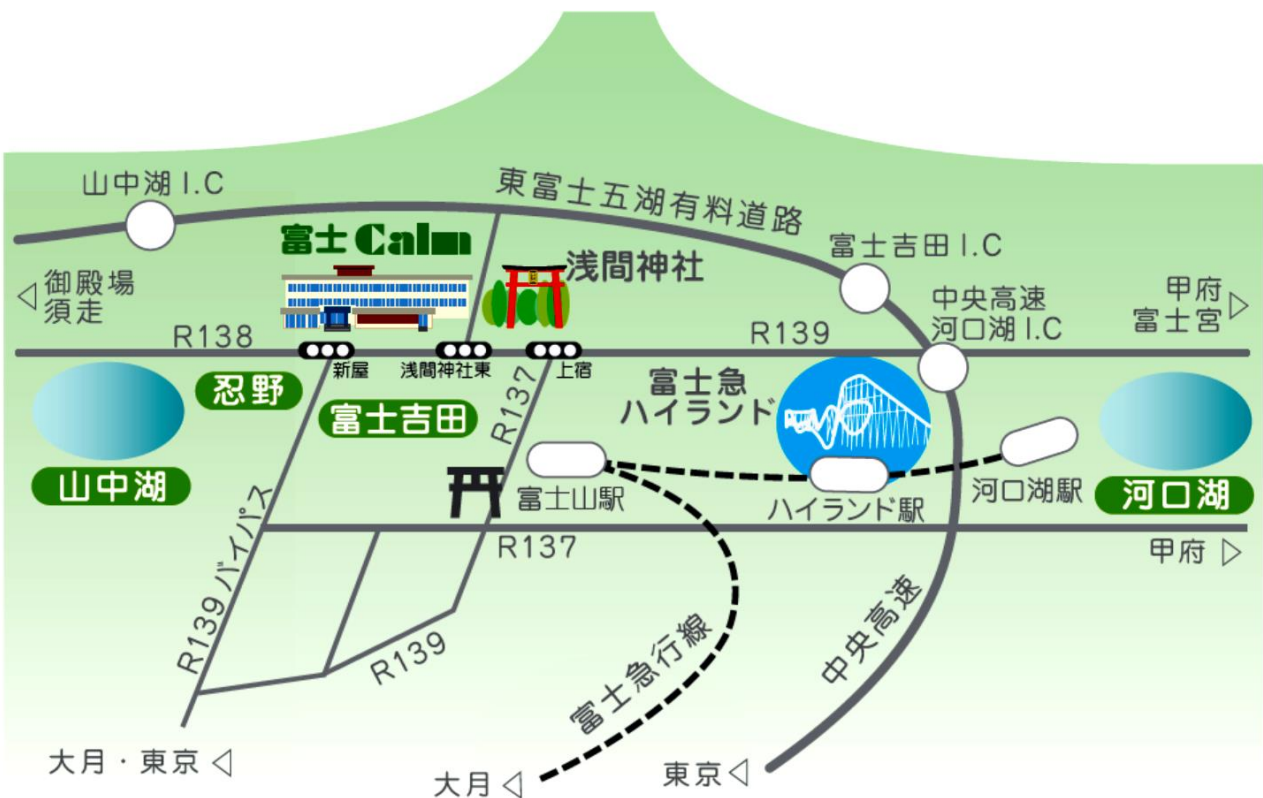 山中湖 I.C
東富士五湖有料道路
富士Calm
浅間神社
富士吉田 I.C
御殿場
須走
中央高速
河口湖 I.C
甲府
富士宮
R138
R139
新屋
浅間神社東
上宿
忍野
富士吉田
R137
富士急
ハイランド
山中湖
富士山駅
ハイランド駅
河口湖駅
河口湖
R137
甲府
R139 バイパス
R139
富士急行線
中央高速
大月・東京
大月
東京